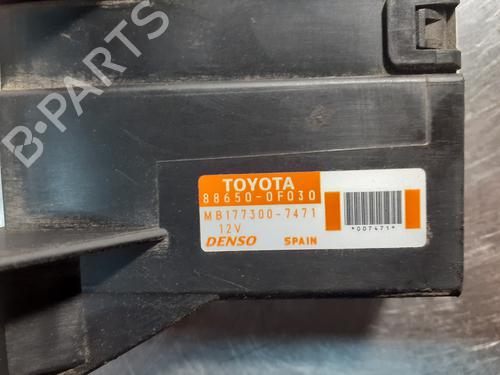 B-PARTS
TOYOTA
88650-0F030
MB177300-7471
12V
*007471*
DENSO SPAIN